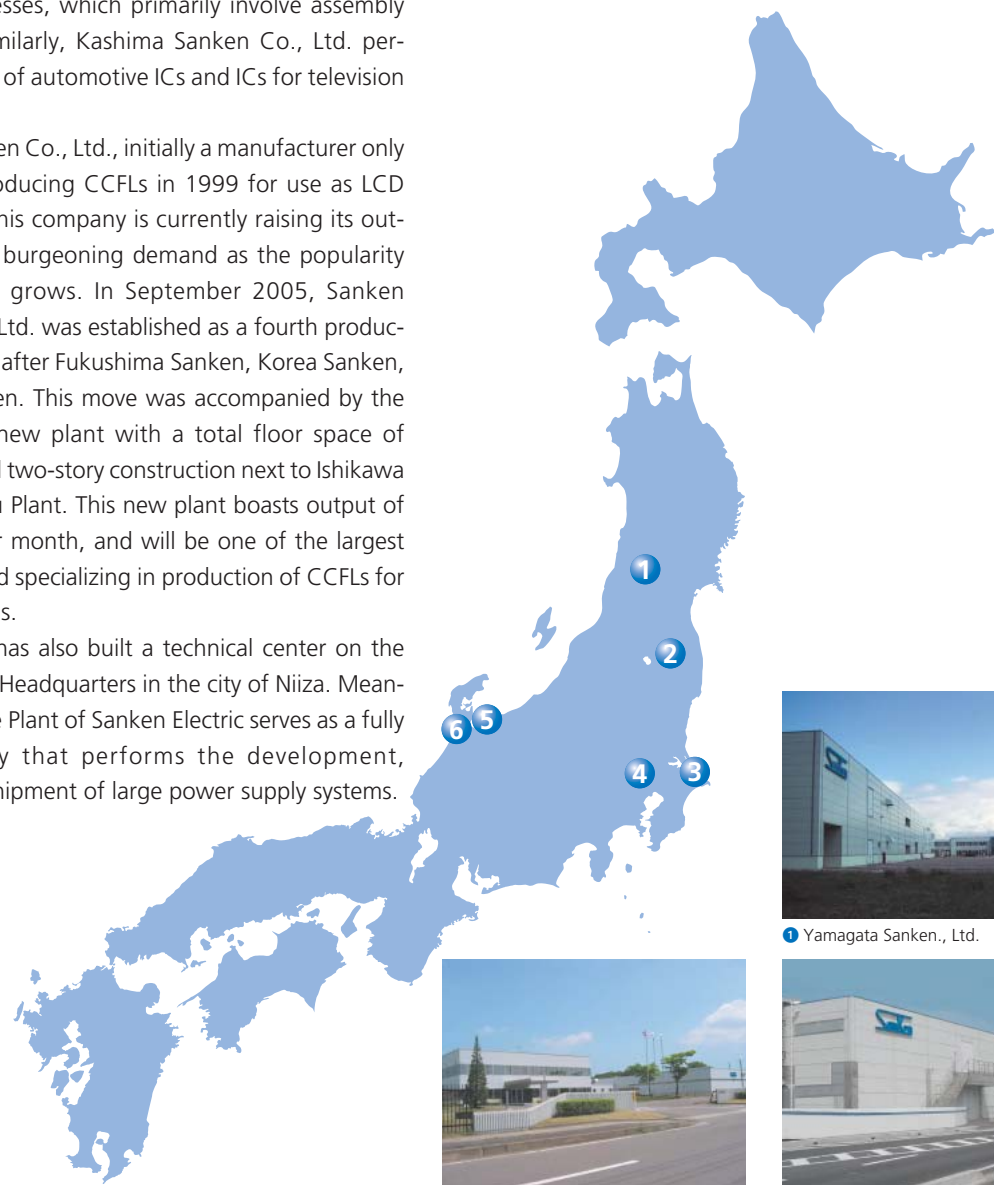 esses, which primarily involve assembly
milarly, Kashima Sanken Co., Ltd. per-
of automotive ICs and ICs for television
en Co., Ltd., initially a manufacturer only
oducing CCFLs in 1999 for use as LCD
his company is currently raising its out-
burgeoning demand as the popularity
grows. In September 2005, Sanken
Ltd. was established as a fourth produc-
after Fukushima Sanken, Korea Sanken,
en. This move was accompanied by the
new plant with a total floor space of
d two-story construction next to Ishikawa
u Plant. This new plant boasts output of
r month, and will be one of the largest
d specializing in production of CCFLs for
s.
has also built a technical center on the
Headquarters in the city of Niiza. Mean-
e Plant of Sanken Electric serves as a fully
y that performs the development,
hipment of large power supply systems.
1
2
6 5
4 → 3
1 Yamagata Sanken., Ltd.
SanKen